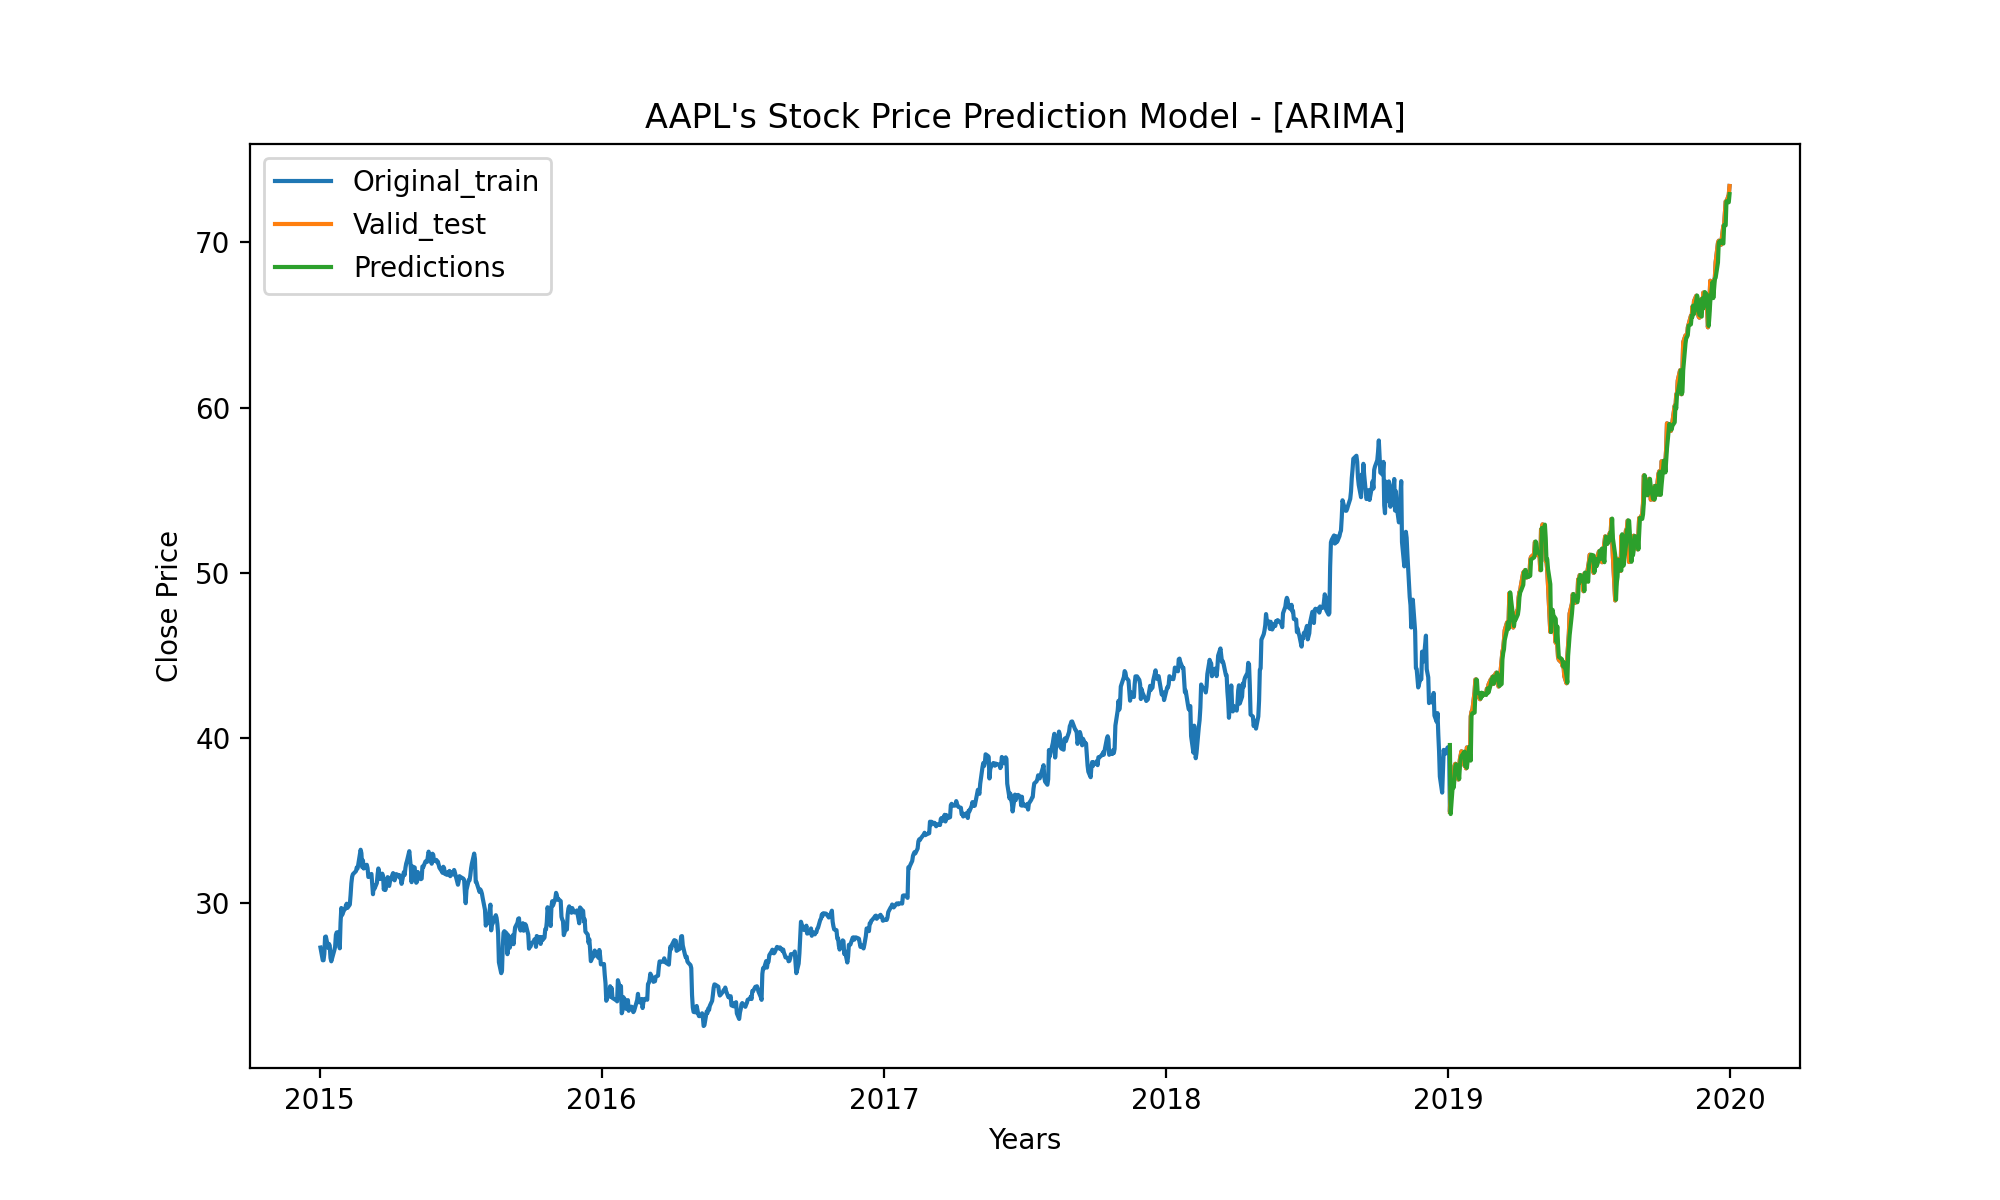 AAPL's Stock Price Prediction Model - [ARIMA]
Original_train
Valid_test
Predictions
Close Price
70
60
50
40
30
2015 2016 2017 2018 2019 2020
Years